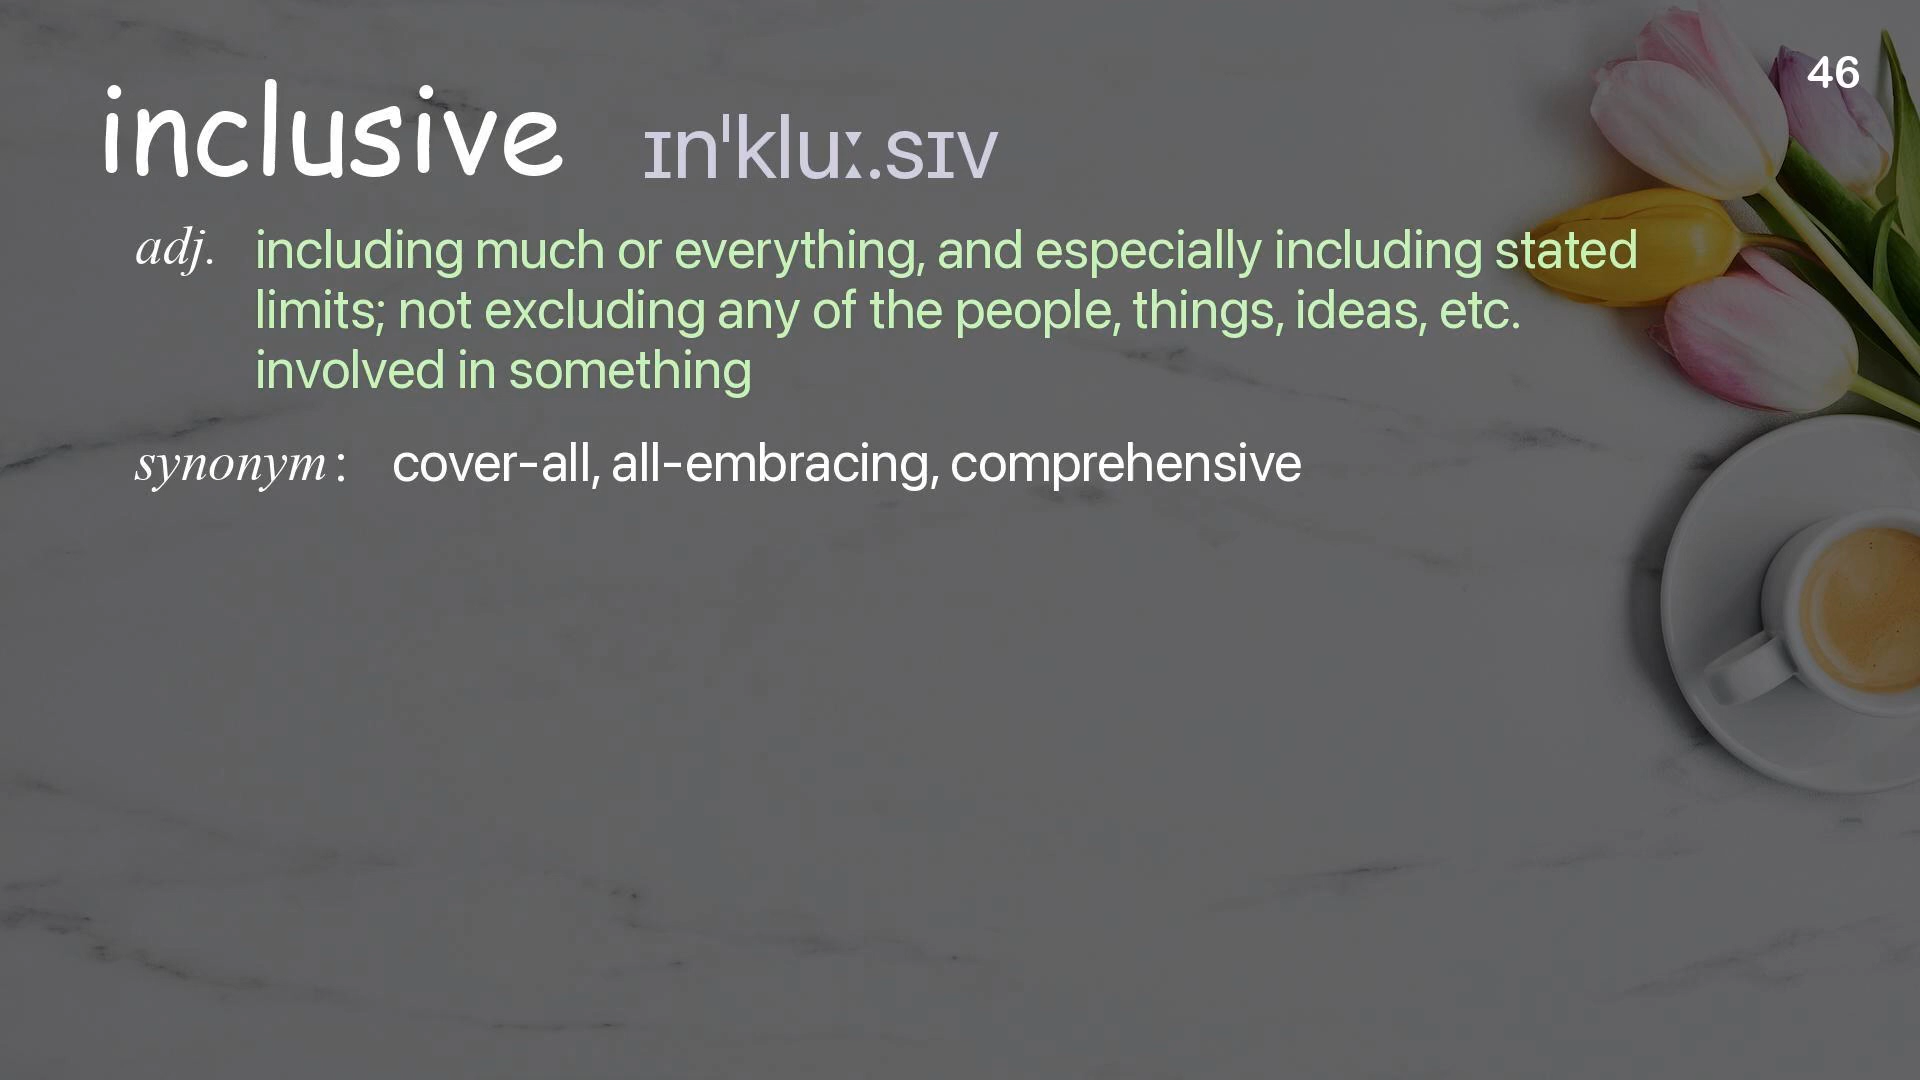 46
inclusive ɪnˈkluː.sɪv
adj. including much or everything, and especially including stated
limits; not excluding any of the people, things, ideas, etc.
involved in something
synonym : cover-all, all-embracing, comprehensive